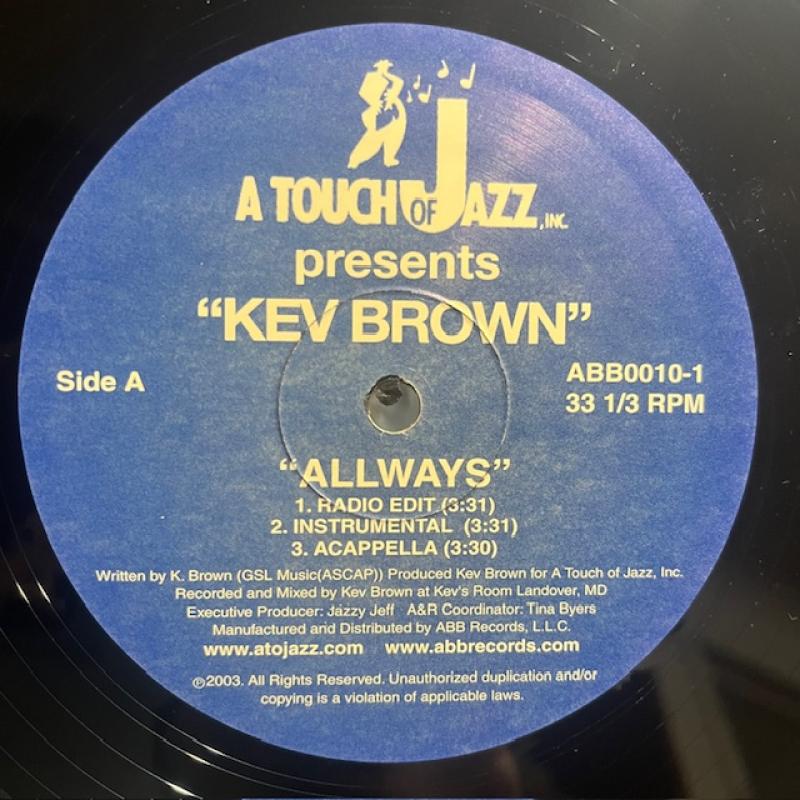 A TOUCH OF JAZZ, INC.
presents
“KEV BROWN”
Side A
ABB0010-1
33 1/3 RPM
“ALLWAYS”
1. RADIO EDIT (3:31)
2. INSTRUMENTAL (3:31)
3. ACAPPELLA (3:30)
Written by K. Brown (GSL Music(ASCAP)) Produced Kev Brown for A Touch of Jazz, Inc.
Recorded and Mixed by Kev Brown at Kev's Room Landover, MD
Executive Producer: Jazzy Jeff A&R Coordinator: Tina Byers
Manufactured and Distributed by ABB Records, L.L.C.
www.atojazz.com www.abbrecords.com
℗2003. All Rights Reserved. Unauthorized duplication and/or
copying is a violation of applicable laws.